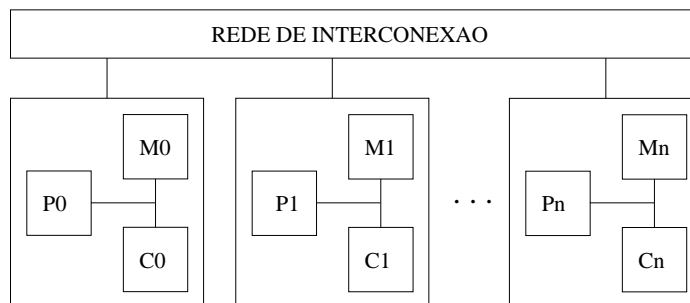 REDE DE INTERCONEXAO
M0
M1
Mn
P0
P1
. . .
Pn
C0
C1
Cn